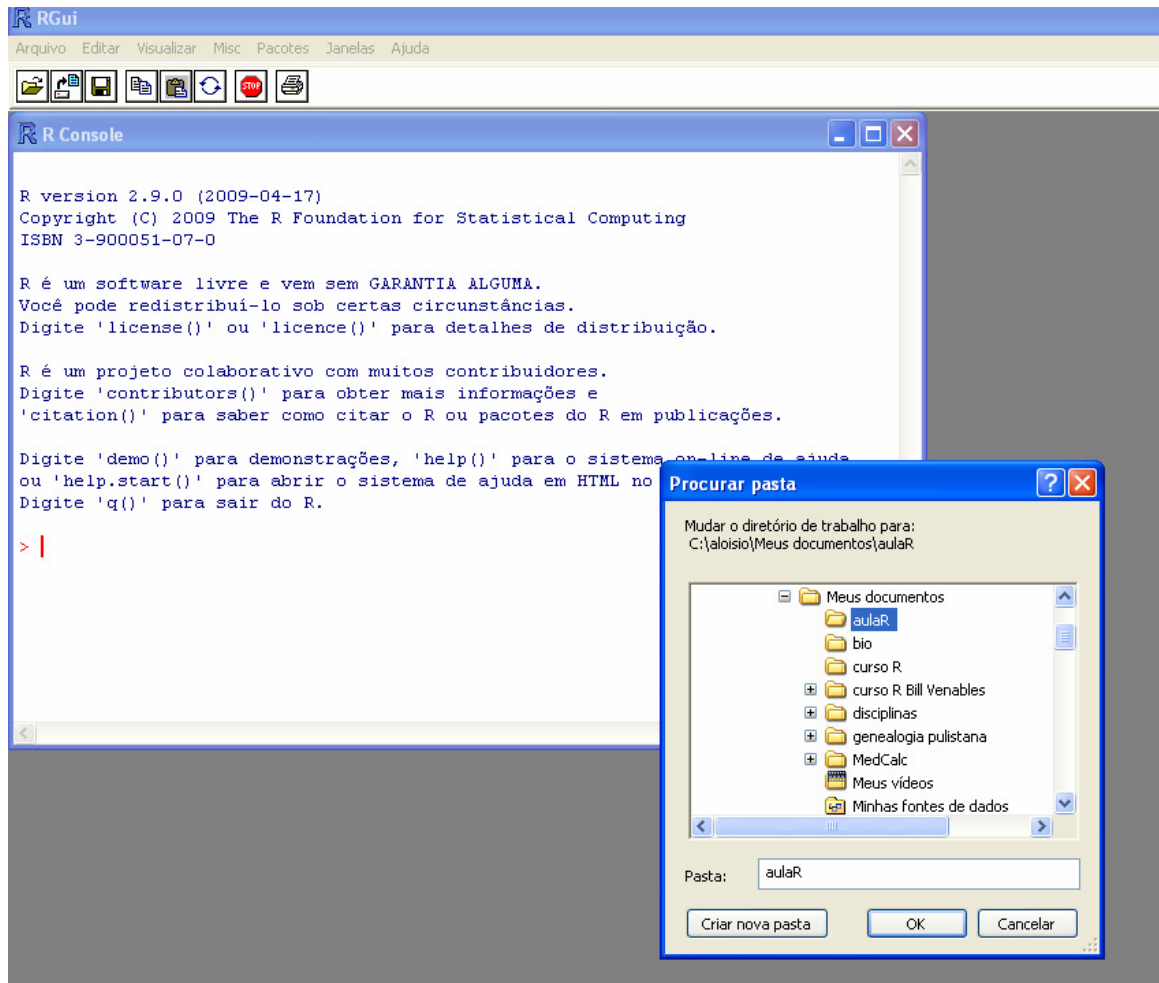 RGui
Arquivo Editar Visualizar Misc Pacotes Janelas Ajuda
STOP
R Console
R version 2.9.0 (2009-04-17)
Copyright (C) 2009 The R Foundation for Statistical Computing
ISBN 3-900051-07-0
R é um software livre e vem sem GARANTIA ALGUMA.
Você pode redistribuí-lo sob certas circunstâncias.
Digite 'license()' ou 'licence()' para detalhes de distribuição.
R é um projeto colaborativo com muitos contribuidores.
Digite 'contributors()' para obter mais informações e
'citation()' para saber como citar o R ou pacotes do R em publicações.
Digite 'demo()' para demonstrações, 'help()' para o sistema on-line de ajuda,
ou 'help.start()' para abrir o sistema de ajuda em HTML no
Digite 'q()' para sair do R.
>
Procurar pasta
Mudar o diretório de trabalho para:
C:\aloisio\Meus documentos\aulaR
Meus documentos
aulaR
bio
curso R
curso R Bill Venables
disciplinas
genealogia pulistana
MedCalc
Meus vídeos
Minhas fontes de dados
Pasta: aulaR
Criar nova pasta OK Cancelar